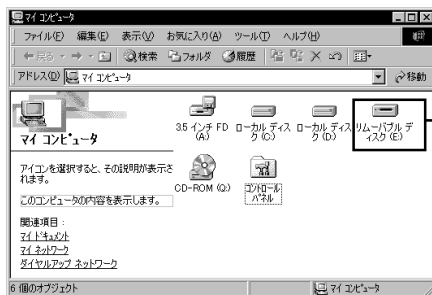 マイ コンピュータ
ファイル(F) 編集(E) 表示(V) お気に入り(A) ツール(T) ヘルプ(H)
戻る 検索 フォルダ 履歴
アドレス(D) マイ コンピュータ 移動
マイ コンピュータ
アイコンを選択すると、その説明が表示さ
れます。
このコンピュータの内容を表示します。
関連項目:
マイ ドキュメント
マイ ネットワーク
ダイヤルアップ ネットワーク
3.5 インチ FD
(A:)
ローカル ディス
ク (C:)
ローカル ディス
ク (D:)
リムーバブル デ
ィスク (E:)
CD-ROM (Q:)
コントロール
パネル
6 個のオブジェクト マイ コンピュータ